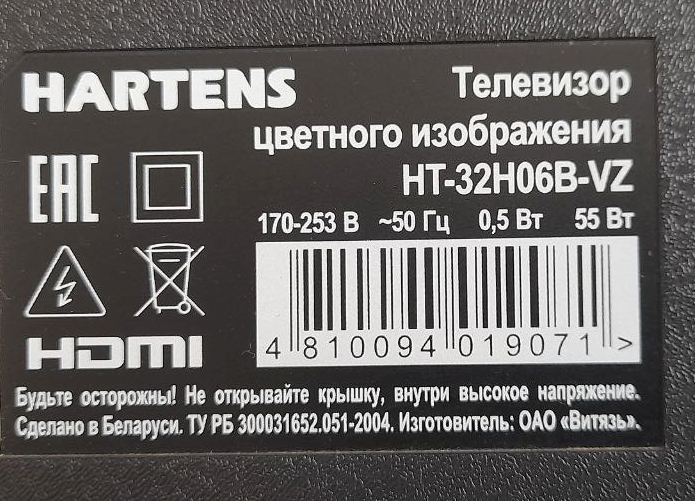 HARTENS
Телевизор
цветного изображения
HT-32H06B-VZ
EAC
170-253 В ~50 Гц 0,5 Вт 55 Вт
HDMI
4 810094 019071 >
Будьте осторожны! Не открывайте крышку, внутри высокое напряжение.
Сделано в Беларуси. ТУ РБ 300031652.051-2004. Изготовитель: ОАО «Витязь».